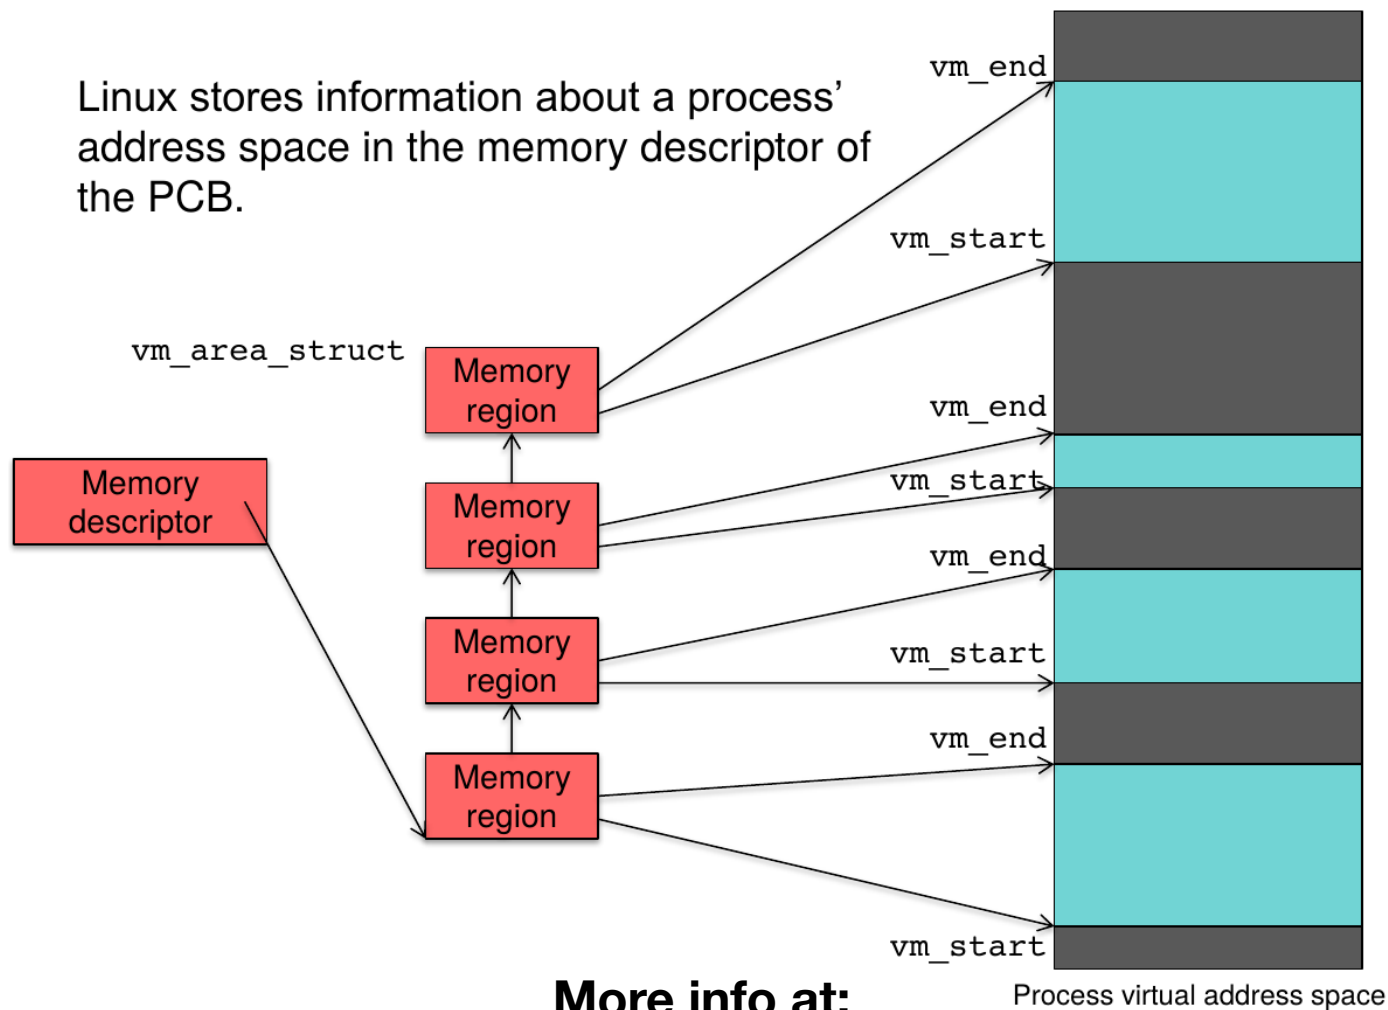 Linux stores information about a process’
address space in the memory descriptor of
the PCB.
vm_end
vm_start
vm_area_struct
Memory
region
vm_end
vm_start
Memory
descriptor
Memory
region
vm_end
vm_start
Memory
region
vm_end
Memory
region
vm_start
More info at:
Process virtual address space